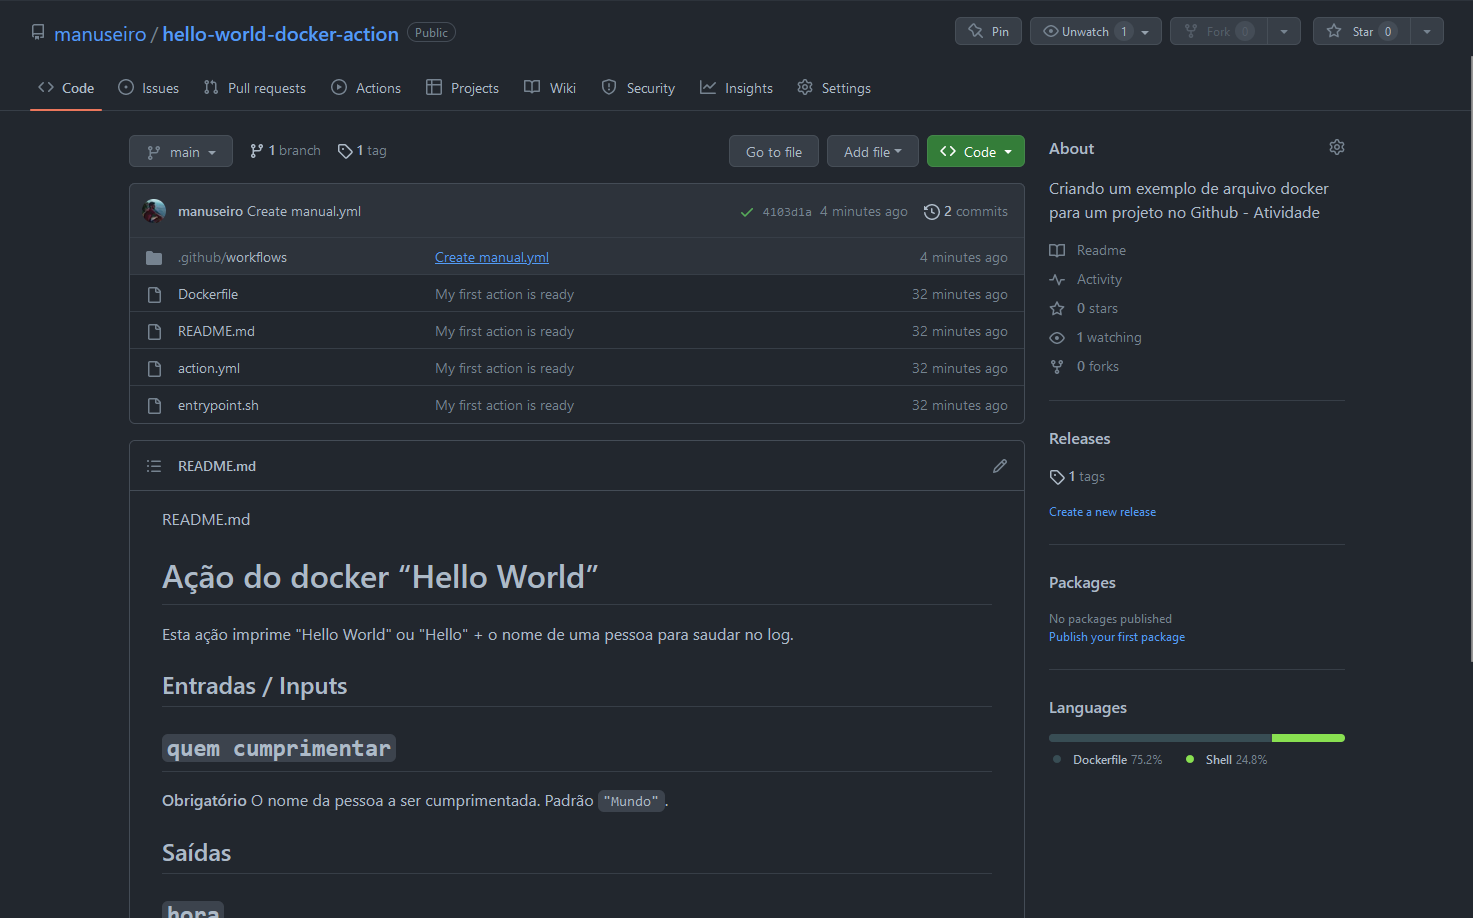 manuseiro / hello-world-docker-action Public Pin Unwatch 1 Fork 0 Star 0
Code Issues Pull requests Actions Projects Wiki Security Insights Settings
main 1 branch 1 tag Go to file Add file Code
manuseiro Create manual.yml 4103d1a 4 minutes ago 2 commits
.github/workflows Create manual.yml 4 minutes ago
Dockerfile My first action is ready 32 minutes ago
README.md My first action is ready 32 minutes ago
action.yml My first action is ready 32 minutes ago
entrypoint.sh My first action is ready 32 minutes ago
README.md
README.md
Ação do docker “Hello World”
Esta ação imprime "Hello World" ou "Hello" + o nome de uma pessoa para saudar no log.
Entradas / Inputs
quem cumprimentar
Obrigatório O nome da pessoa a ser cumprimentada. Padrão "Mundo".
Saídas
hora
About
Criando um exemplo de arquivo docker
para um projeto no Github - Atividade
Readme
Activity
0 stars
1 watching
0 forks
Releases
1 tags
Create a new release
Packages
No packages published
Publish your first package
Languages
Dockerfile 75.2% Shell 24.8%